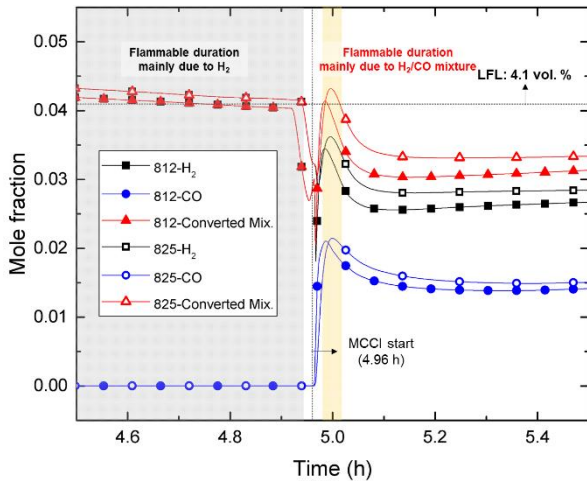 Flammable duration
mainly due to H₂
Flammable duration
mainly due to H₂/CO mixture
LFL: 4.1 vol. %
0.05
0.04
0.03
0.02
0.01
0.00
Mole fraction
812-H₂
812-CO
812-Converted Mix.
825-H₂
825-CO
825-Converted Mix.
MCCI start
(4.96 h)
4.6
4.8
5.0
5.2
5.4
Time (h)